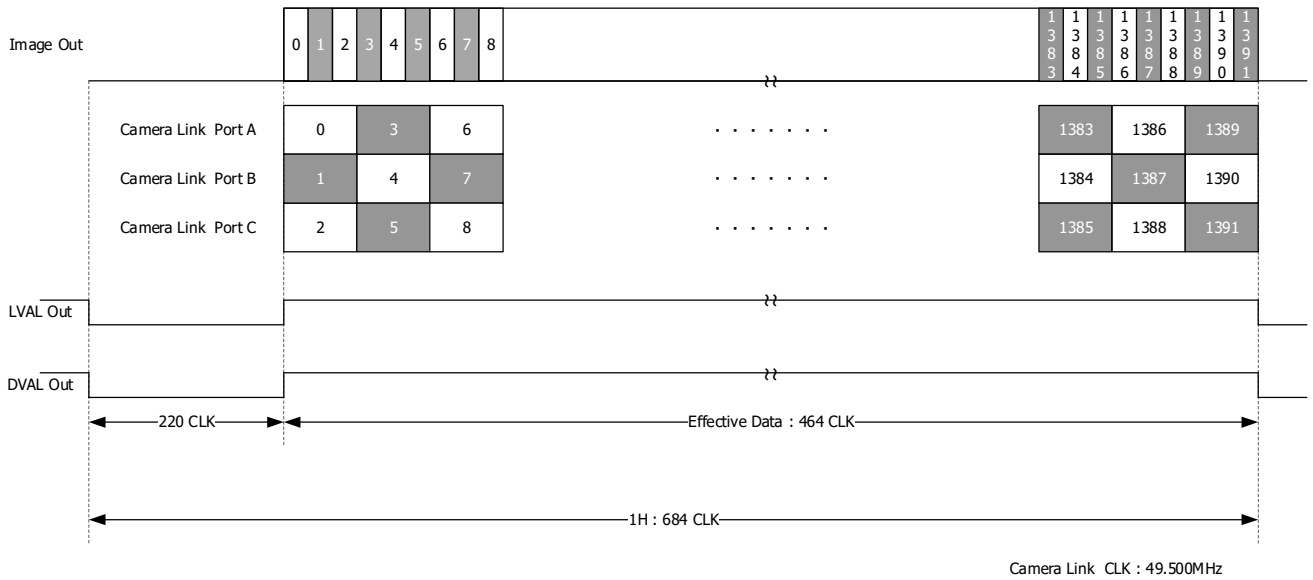 Image Out
0 1 2 3 4 5 6 7 8
1383 1384 1385 1386 1387 1388 1389 1390 1391
Camera Link Port A 0 3 6 . . . . . . . 1383 1386 1389
Camera Link Port B 1 4 7 . . . . . . . 1384 1387 1390
Camera Link Port C 2 5 8 . . . . . . . 1385 1388 1391
LVAL Out
DVAL Out
220 CLK
Effective Data : 464 CLK
1H : 684 CLK
Camera Link CLK : 49.500MHz